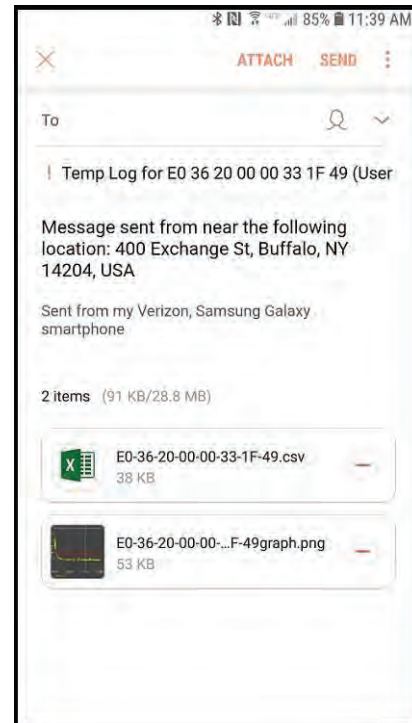 85% 11:39 AM
ATTACH SEND
To
! Temp Log for E0 36 20 00 00 33 1F 49 (User
Message sent from near the following
location: 400 Exchange St, Buffalo, NY
14204, USA
Sent from my Verizon, Samsung Galaxy
smartphone
2 items (91 KB/28.8 MB)
E0-36-20-00-00-33-1F-49.csv
38 KB
E0-36-20-00-00-...F-49graph.png
53 KB